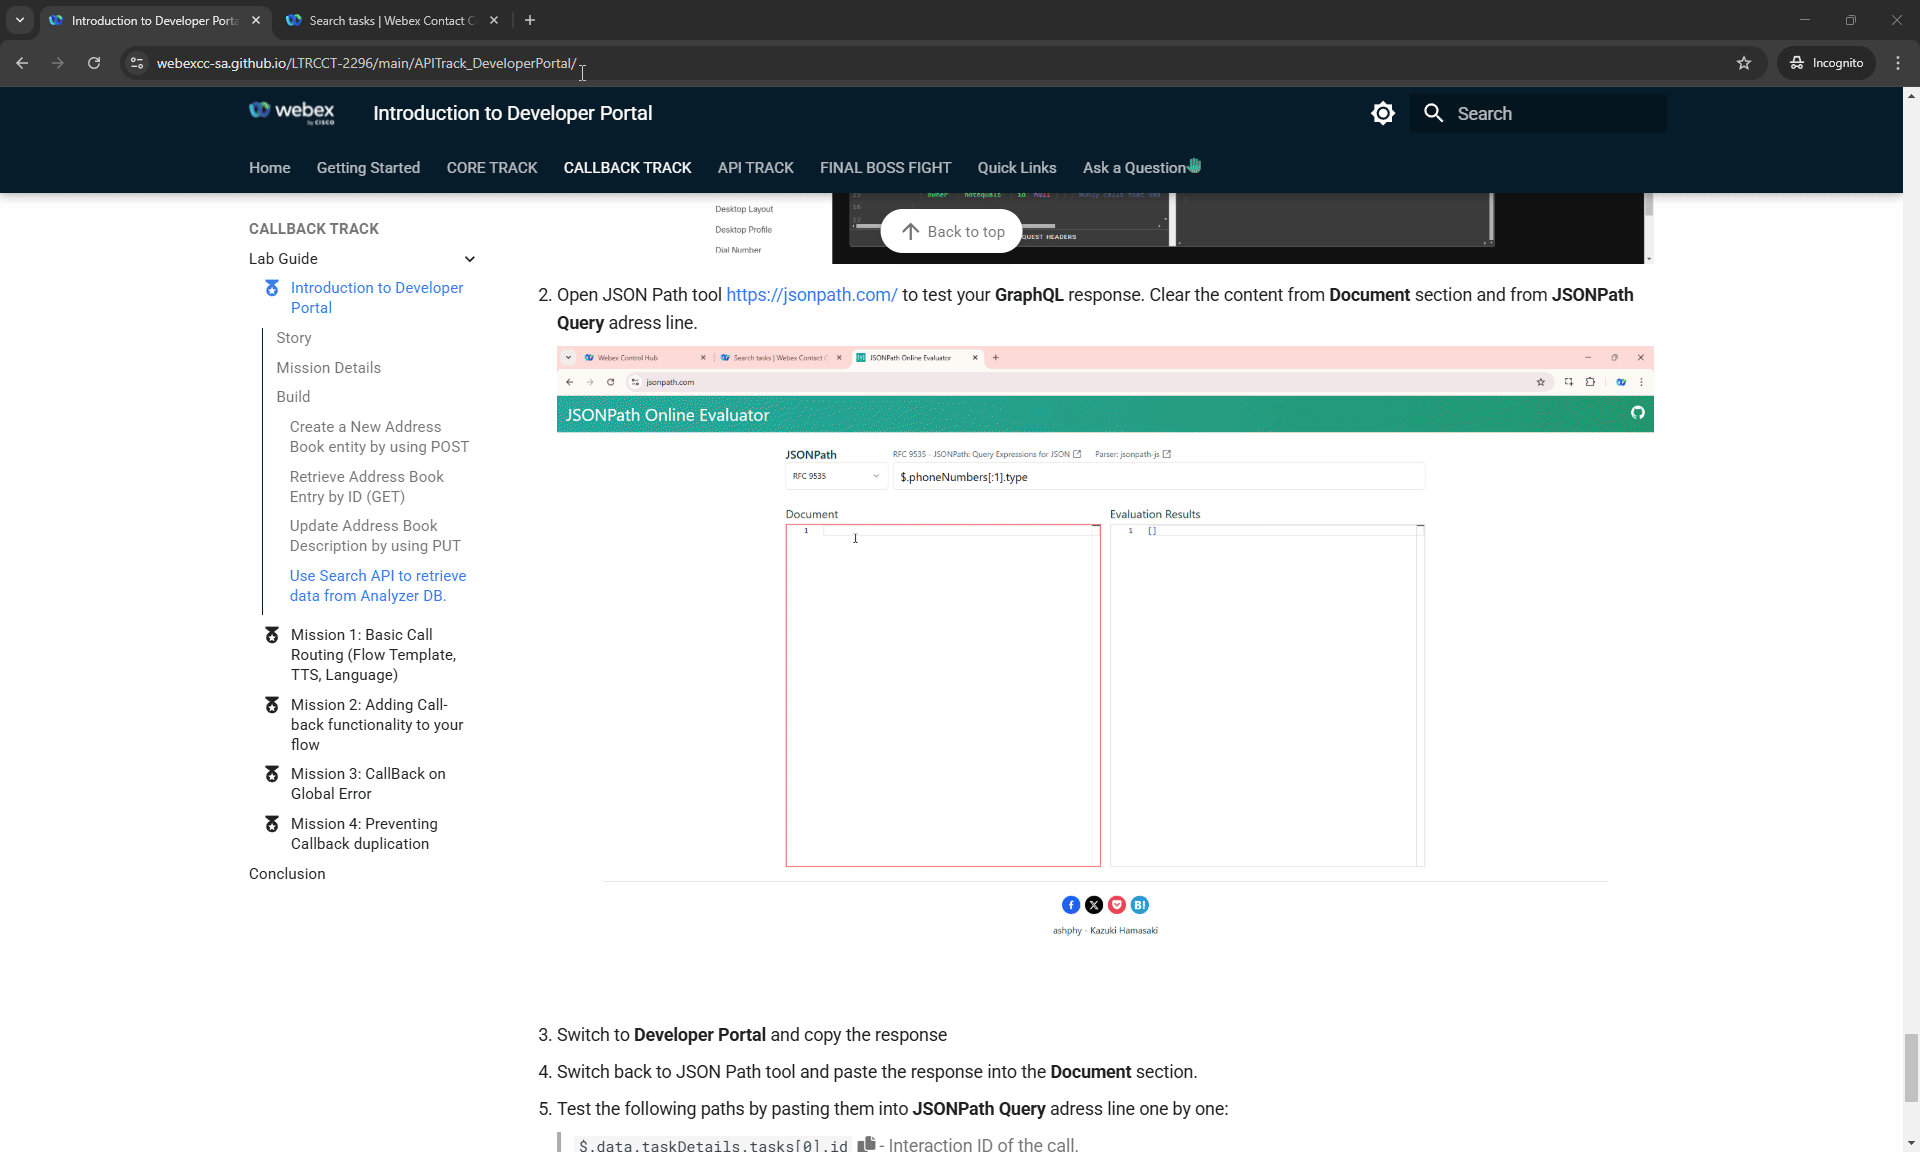 Introduction to Developer Porta
Search tasks | Webex Contact C
webexcc-sa.github.io/LTRCCT-2296/main/APITrack_DeveloperPortal/
Incognito
webex
by CISCO
Introduction to Developer Portal
Search
Home
Getting Started
CORE TRACK
CALLBACK TRACK
API TRACK
FINAL BOSS FIGHT
Quick Links
Ask a Question
CALLBACK TRACK
Lab Guide
Introduction to Developer
Portal
Story
Mission Details
Build
Create a New Address
Book entity by using POST
Retrieve Address Book
Entry by ID (GET)
Update Address Book
Description by using PUT
Use Search API to retrieve
data from Analyzer DB.
Mission 1: Basic Call
Routing (Flow Template,
TTS, Language)
Mission 2: Adding Call-
back functionality to your
flow
Mission 3: CallBack on
Global Error
Mission 4: Preventing
Callback duplication
Conclusion
Desktop Layout
Desktop Profile
Dial Number
16
17
Back to top
QUEST HEADERS
2. Open JSON Path tool https://jsonpath.com/ to test your GraphQL response. Clear the content from Document section and from JSONPath
Query adress line.
Webex Control Hub
Search tasks | Webex Contact C
JSONPath Online Evaluator
jsonpath.com
JSONPath Online Evaluator
JSONPath
RFC 9535 - JSONPath: Query Expressions for JSON
Parser: jsonpath-js
RFC 9535
$.phoneNumbers[:1].type
Document
Evaluation Results
1
1 []
f X B!
ashphy - Kazuki Hamasaki
3. Switch to Developer Portal and copy the response
4. Switch back to JSON Path tool and paste the response into the Document section.
5. Test the following paths by pasting them into JSONPath Query adress line one by one:
$.data.taskDetails.tasks[0].id - Interaction ID of the call.